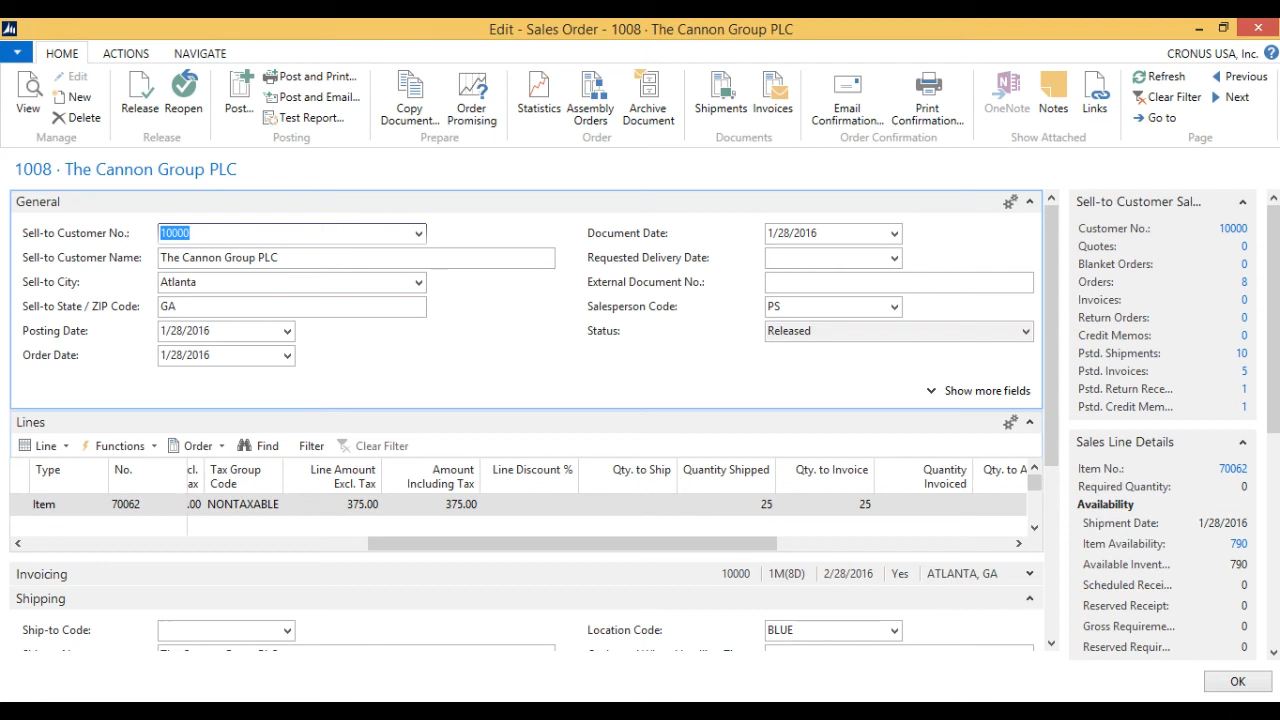 Edit - Sales Order - 1008 · The Cannon Group PLC
HOME ACTIONS NAVIGATE CRONUS USA, Inc.
View Edit New Delete Manage
Release Reopen Release
Post... Post and Print... Post and Email... Test Report... Posting
Copy Document... Order Promising Prepare
Statistics Assembly Orders Archive Document Order
Shipments Invoices Documents
Email Confirmation... Print Confirmation... Order Confirmation
OneNote Notes Links Show Attached
Refresh Clear Filter Go to Previous Next Page
1008 · The Cannon Group PLC
General
Sell-to Customer No.: 10000
Sell-to Customer Name: The Cannon Group PLC
Sell-to City: Atlanta
Sell-to State / ZIP Code: GA
Posting Date: 1/28/2016
Order Date: 1/28/2016
Document Date: 1/28/2016
Requested Delivery Date:
External Document No.:
Salesperson Code: PS
Status: Released
Show more fields
Lines
Line Functions Order Find Filter Clear Filter
Type No. cl. ax Tax Group Code Line Amount Excl. Tax Amount Including Tax Line Discount % Qty. to Ship Quantity Shipped Qty. to Invoice Quantity Invoiced Qty. to A
Item 70062 .00 NONTAXABLE 375.00 375.00 25 25
Invoicing 10000 1M(8D) 2/28/2016 Yes ATLANTA, GA
Shipping
Ship-to Code:
Location Code: BLUE
Sell-to Customer Sal...
Customer No.: 10000
Quotes: 0
Blanket Orders: 0
Orders: 8
Invoices: 0
Return Orders: 0
Credit Memos: 0
Pstd. Shipments: 10
Pstd. Invoices: 5
Pstd. Return Rece... 1
Pstd. Credit Mem... 1
Sales Line Details
Item No.: 70062
Required Quantity: 0
Availability
Shipment Date: 1/28/2016
Item Availability: 790
Available Invent... 790
Scheduled Recei... 0
Reserved Receipt: 0
Gross Requireme... 0
Reserved Requir... 0
OK